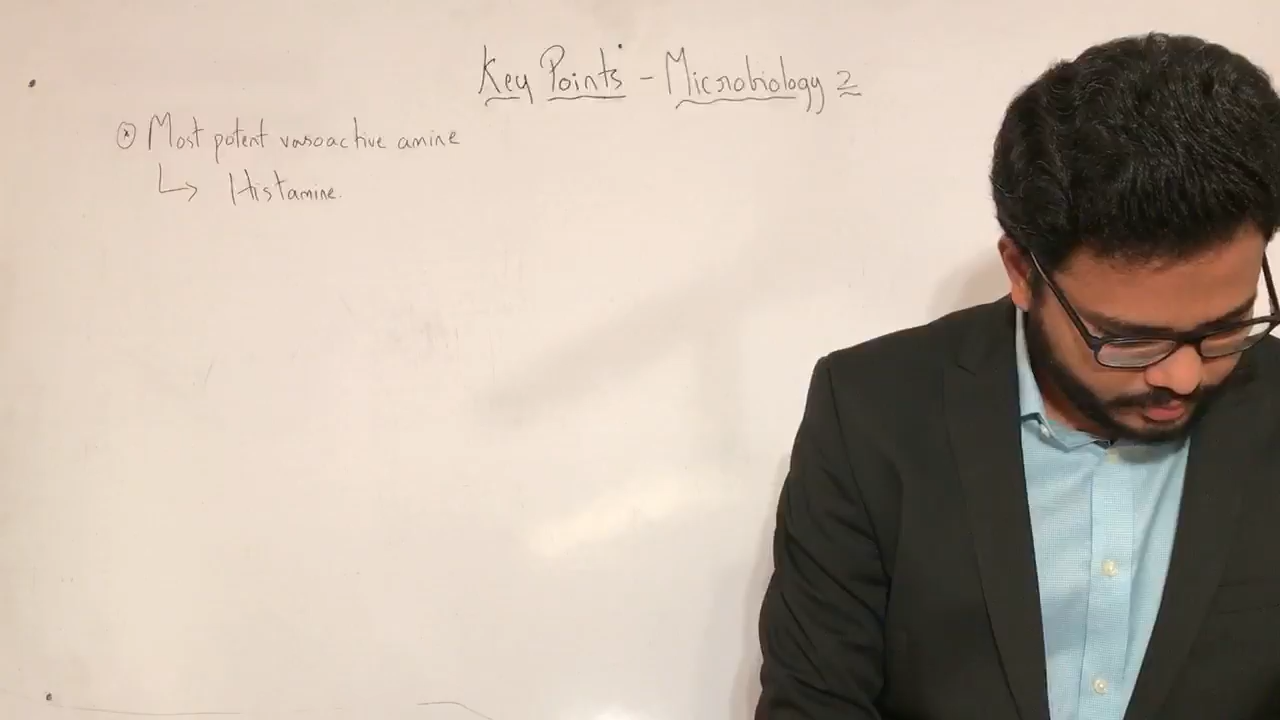 Key Points - Microbiology 2
Most potent vasoactive amine
↳ Histamine.